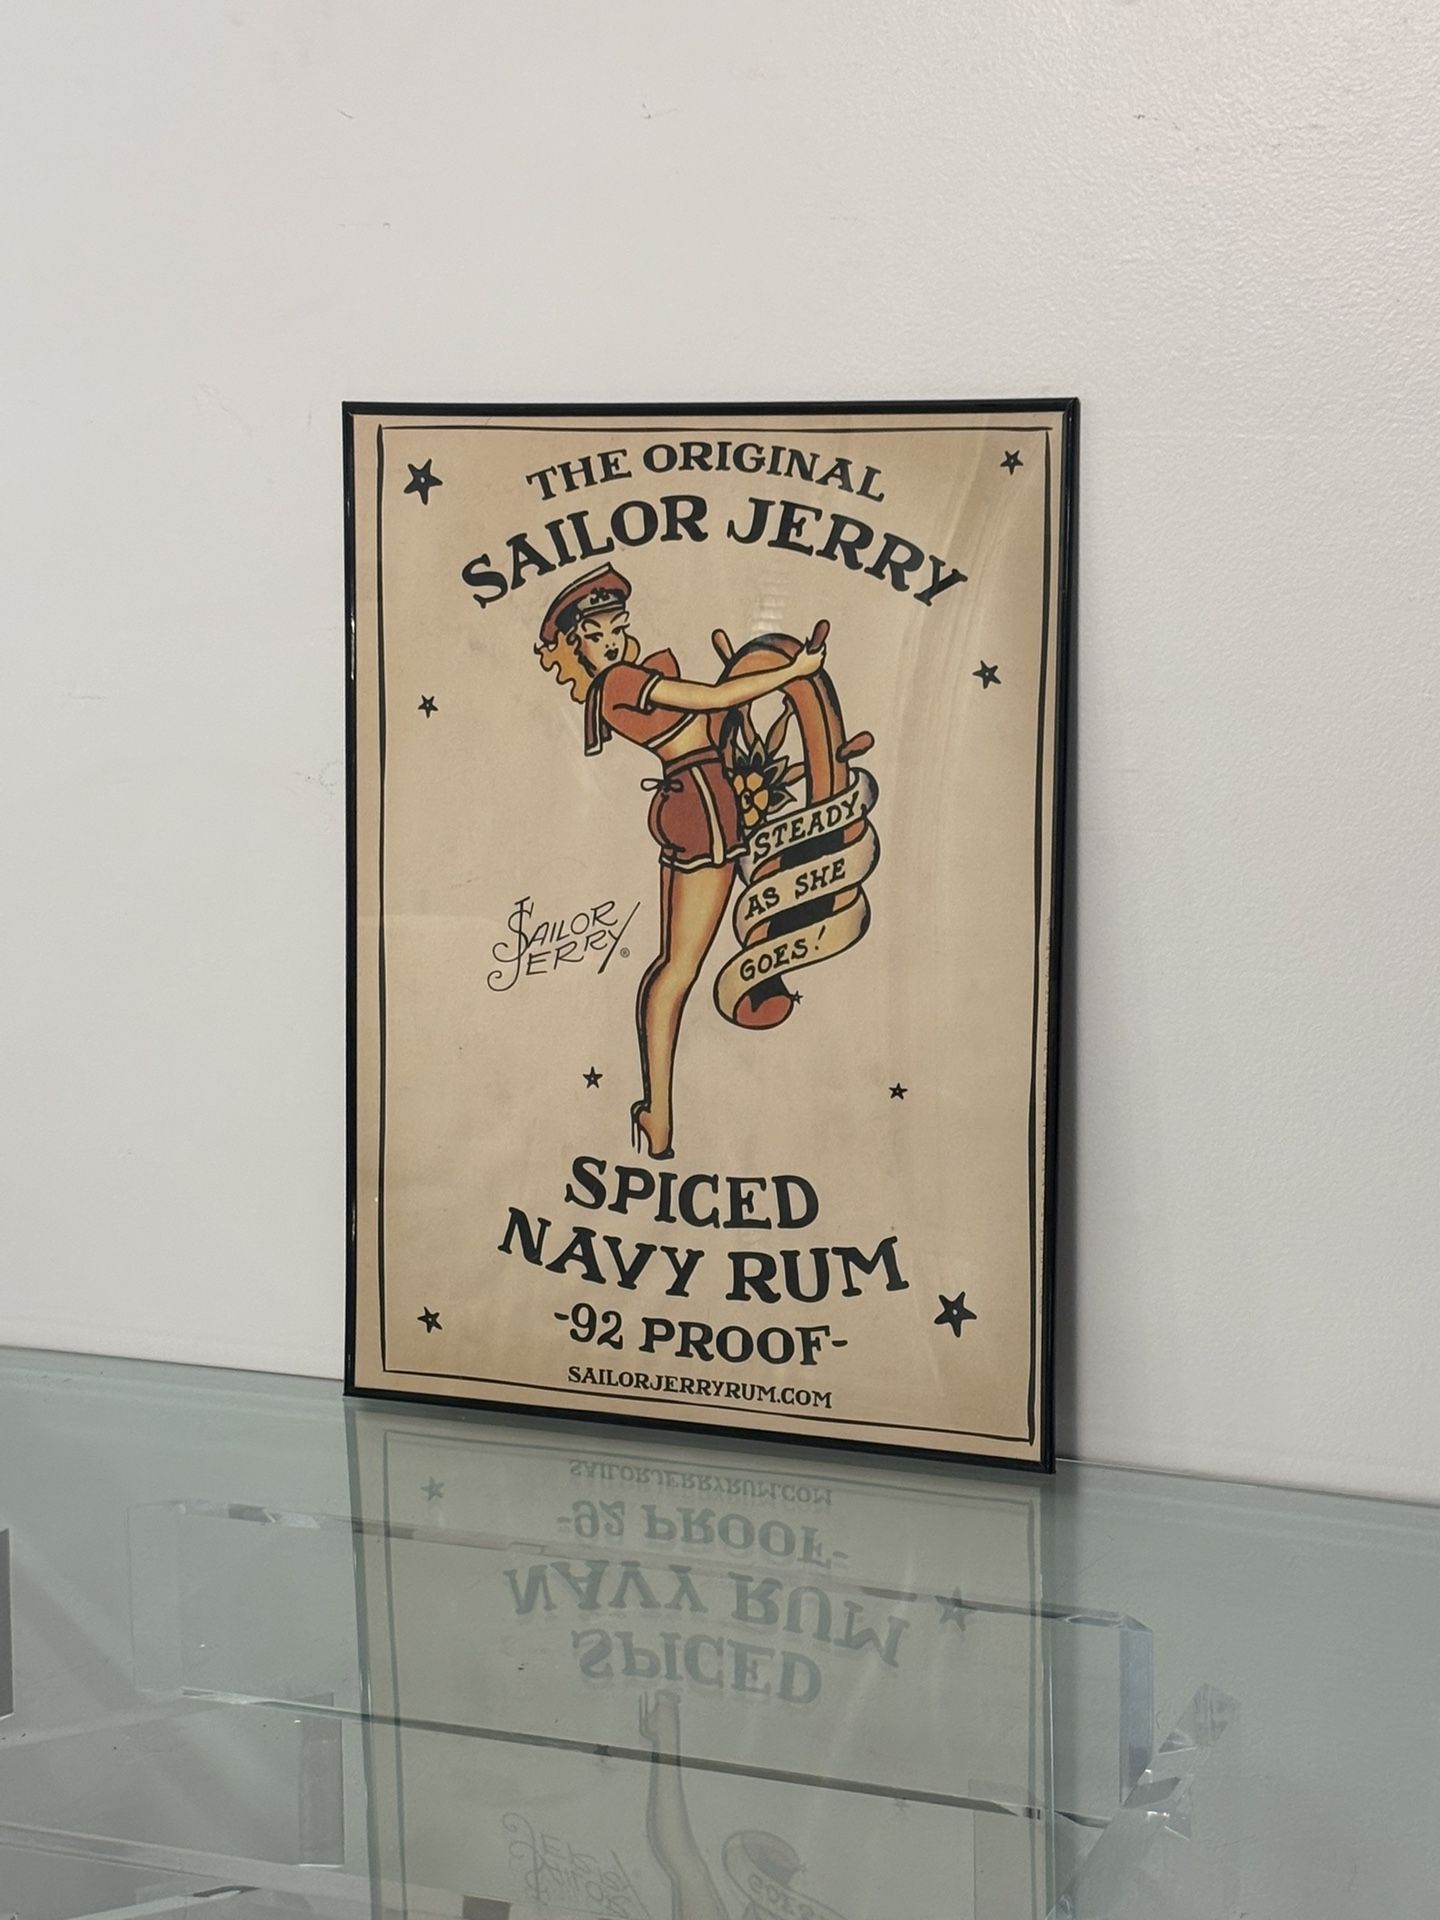 THE ORIGINAL
SAILOR JERRY
STEADY,
AS SHE
GOES!
SAILOR
JERRY®
SPICED
NAVY RUM
-92 PROOF-
SAILORJERRYRUM.COM